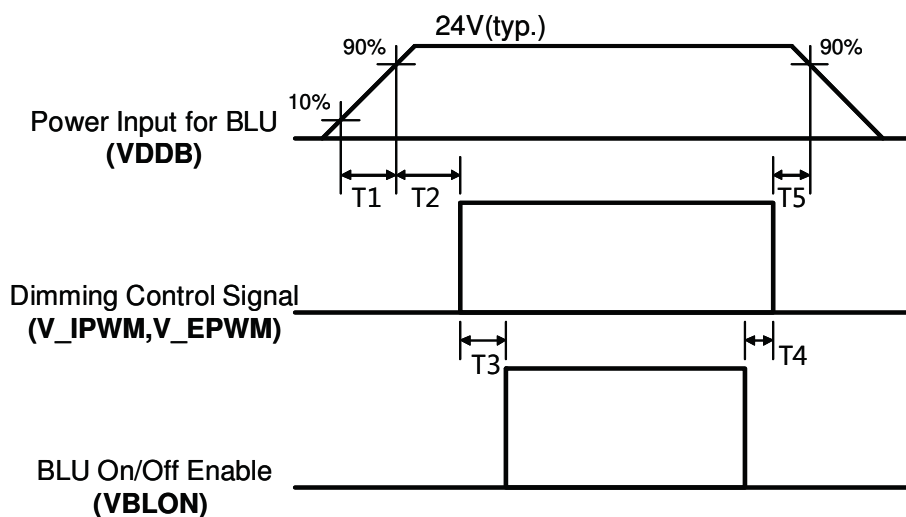 24V(typ.)
90%
90%
10%
Power Input for BLU
(VDDB)
T1
T2
T5
Dimming Control Signal
(V_IPWM,V_EPWM)
T3
T4
BLU On/Off Enable
(VBLON)